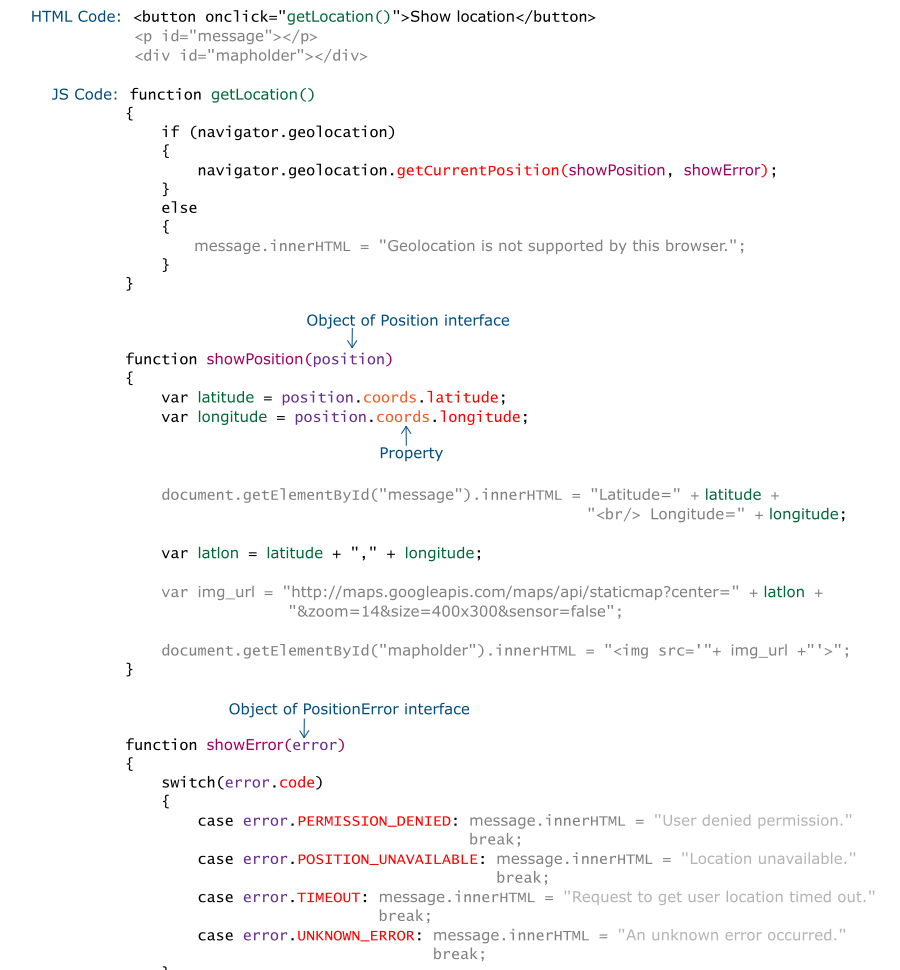 HTML Code: <button onclick="getLocation()">Show location</button>
<p id="message"></p>
<div id="mapholder"></div>
JS Code: function getLocation()
{
if (navigator.geolocation)
{
navigator.geolocation.getCurrentPosition(showPosition, showError);
}
else
{
message.innerHTML = "Geolocation is not supported by this browser.";
}
}
Object of Position interface
function showPosition(position)
{
var latitude = position.coords.latitude;
var longitude = position.coords.longitude;
Property
document.getElementById("message").innerHTML = "Latitude=" + latitude +
"<br/> Longitude=" + longitude;
var latlon = latitude + "," + longitude;
var img_url = "http://maps.googleapis.com/maps/api/staticmap?center=" + latlon +
"&zoom=14&size=400x300&sensor=false";
document.getElementById("mapholder").innerHTML = "<img src='"+ img_url +"'>";
}
Object of PositionError interface
function showError(error)
{
switch(error.code)
{
case error.PERMISSION_DENIED: message.innerHTML = "User denied permission."
break;
case error.POSITION_UNAVAILABLE: message.innerHTML = "Location unavailable."
break;
case error.TIMEOUT: message.innerHTML = "Request to get user location timed out."
break;
case error.UNKNOWN_ERROR: message.innerHTML = "An unknown error occurred."
break;
}